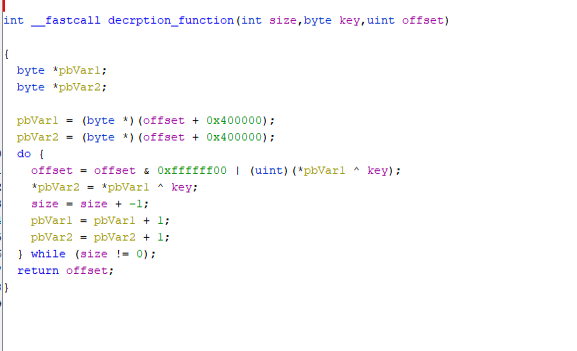 int __fastcall decrption_function(int size,byte key,uint offset)
{
byte *pbVar1;
byte *pbVar2;
pbVar1 = (byte *)(offset + 0x400000);
pbVar2 = (byte *)(offset + 0x400000);
do {
offset = offset & 0xffffff00 | (uint)(*pbVar1 ^ key);
*pbVar2 = *pbVar1 ^ key;
size = size + -1;
pbVar1 = pbVar1 + 1;
pbVar2 = pbVar2 + 1;
} while (size != 0);
return offset;
}